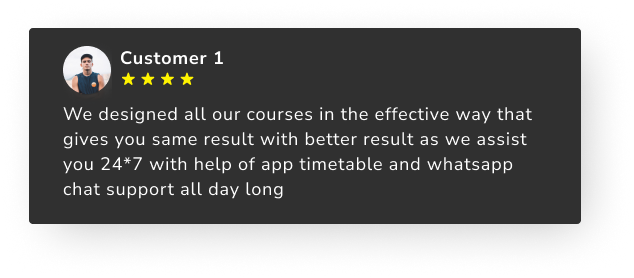 Customer 1
We designed all our courses in the effective way that
gives you same result with better result as we assist
you 24*7 with help of app timetable and whatsapp
chat support all day long